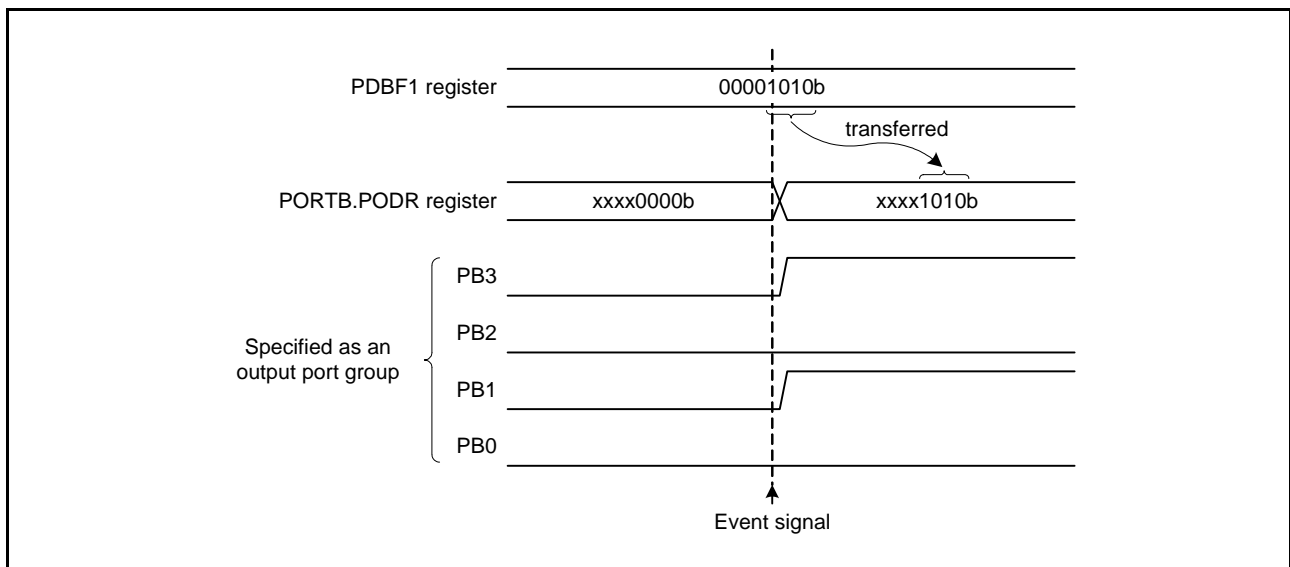 PDBF1 register
00001010b
transferred
PORTB.PODR register
xxxx0000b
xxxx1010b
Specified as an
output port group
PB3
PB2
PB1
PB0
Event signal